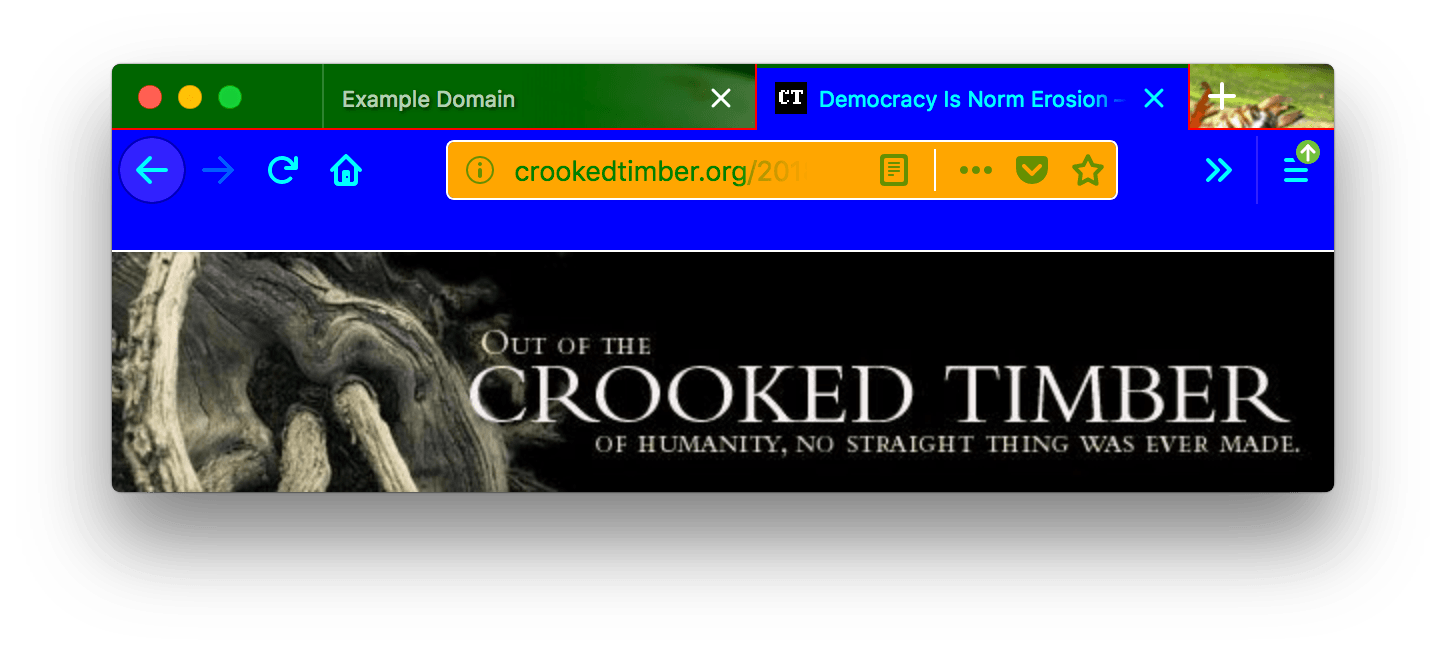 Example Domain
CT Democracy Is Norm Erosion –
crookedtimber.org/201
OUT OF THE
CROOKED TIMBER
OF HUMANITY, NO STRAIGHT THING WAS EVER MADE.